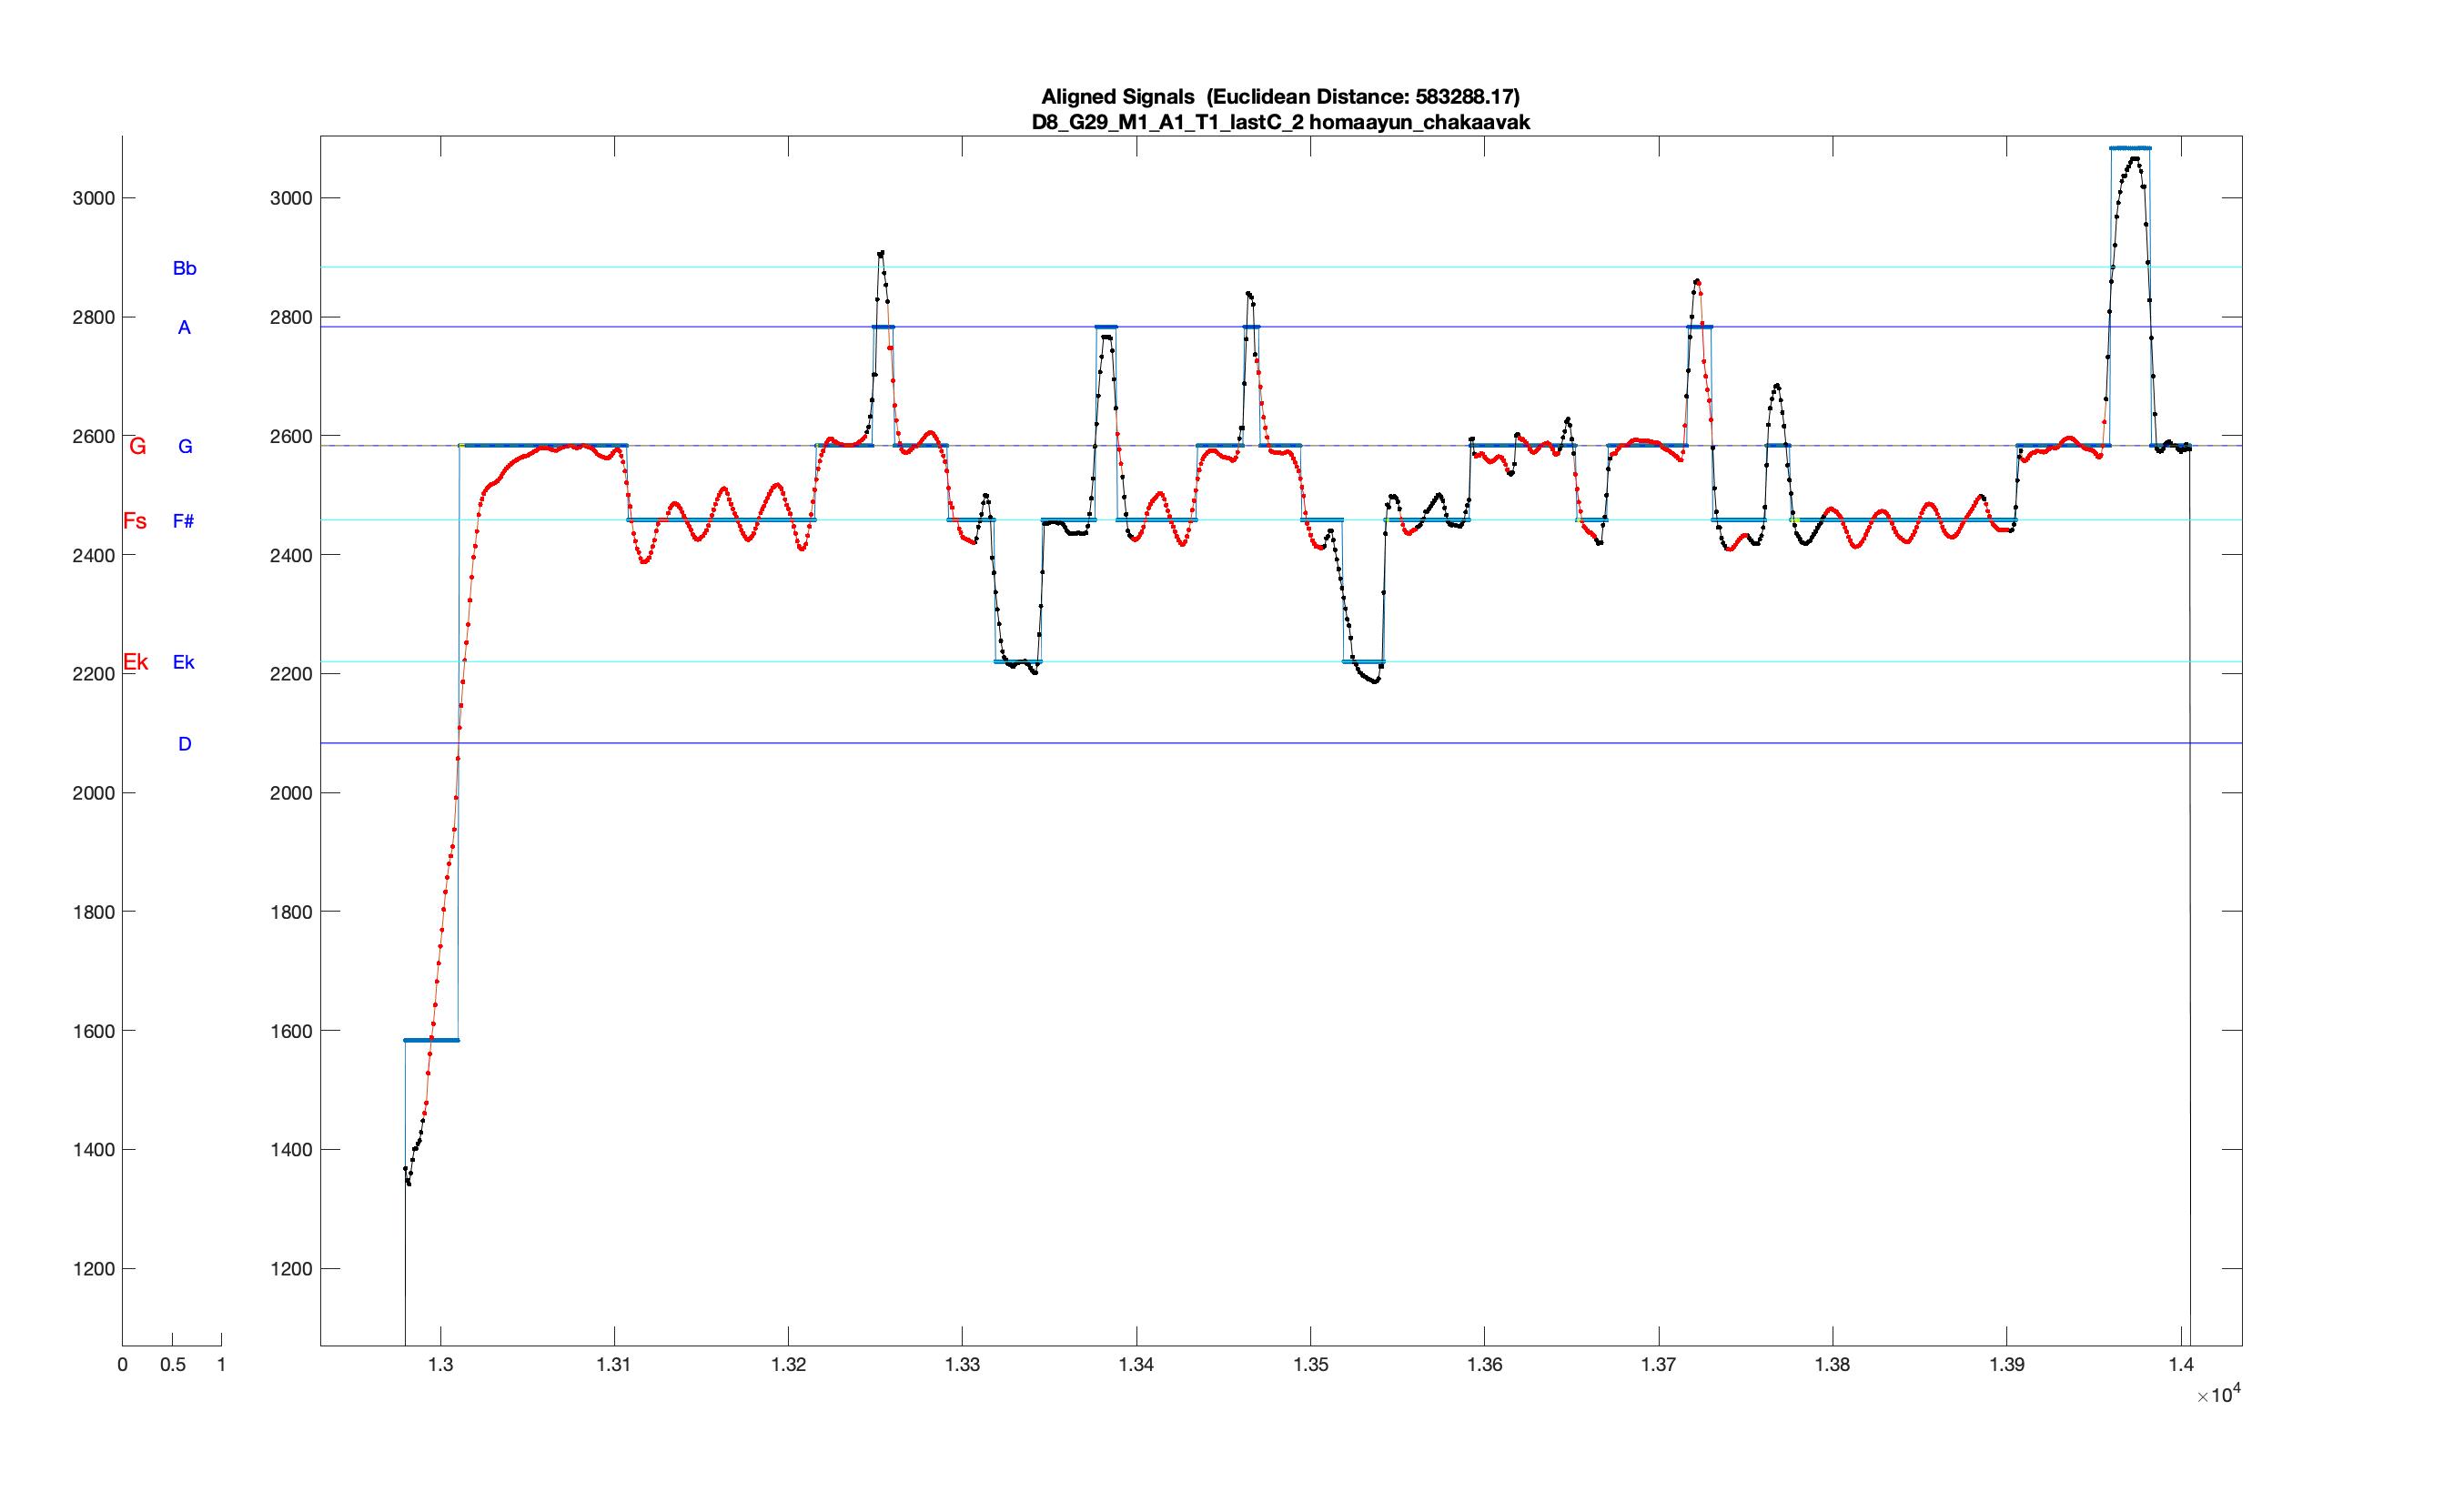 Aligned Signals (Euclidean Distance: 583288.17)
D8_G29_M1_A1_T1_lastC_2 homaayun_chakaavak
3000 3000
Bb
2800 A 2800
2600 G G 2600
Fs F#
2400 2400
Ek Ek
2200 2200
D
2000 2000
1800 1800
1600 1600
1400 1400
1200 1200
0 0.5 1 1.3 1.31 1.32 1.33 1.34 1.35 1.36 1.37 1.38 1.39 1.4
×10^4